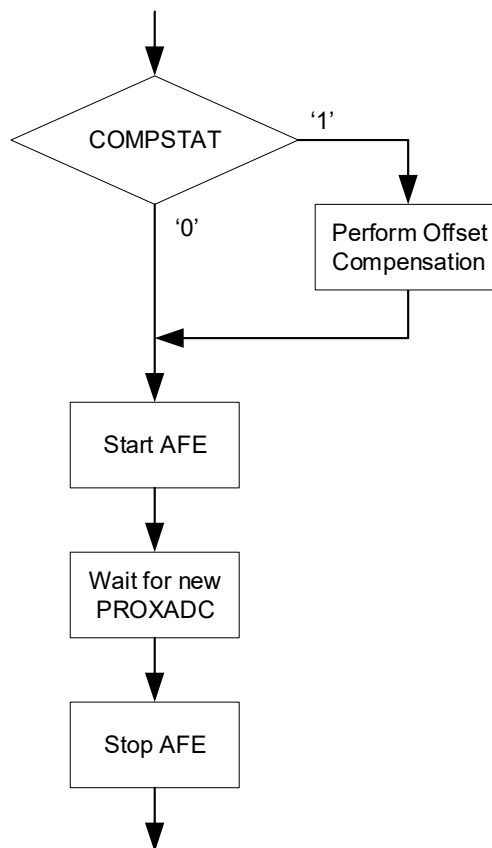 COMPSTAT
‘1’
‘0’
Perform Offset
Compensation
Start AFE
Wait for new
PROXADC
Stop AFE